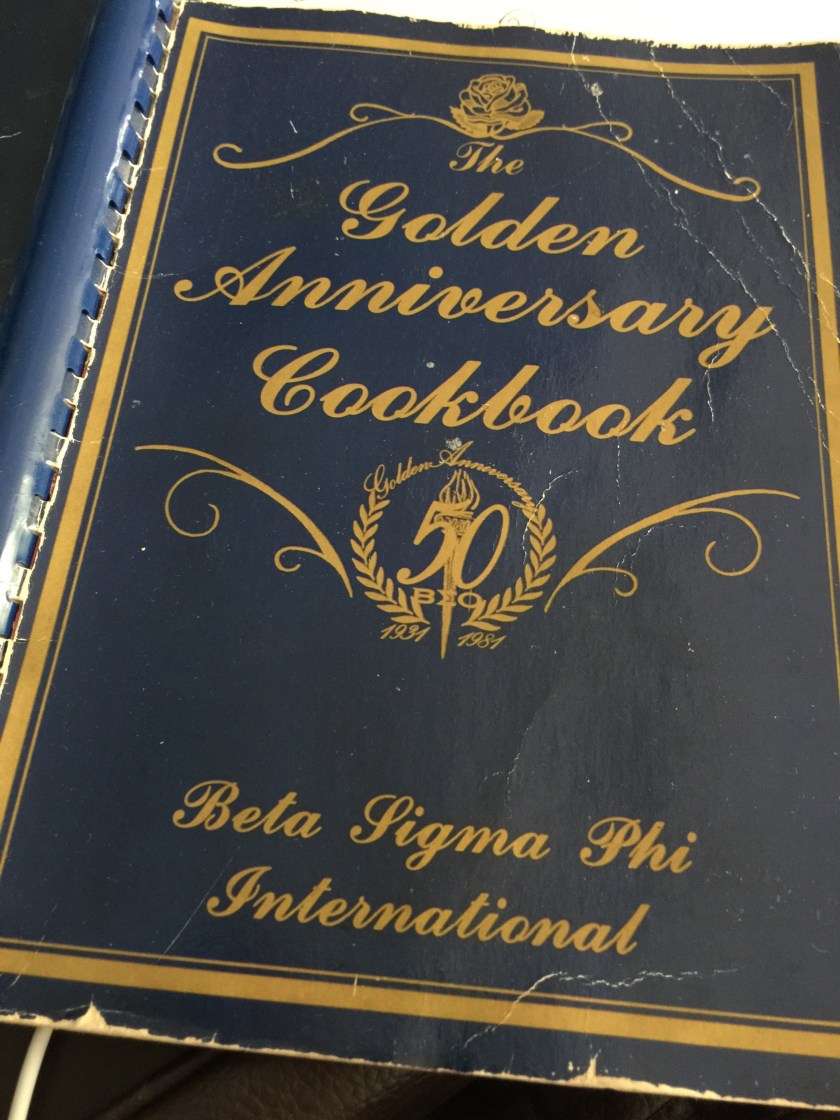 The
Golden
Anniversary
Cookbook
Golden Anniversary
50
ΒΣΦ
1931 1981
Beta Sigma Phi
International